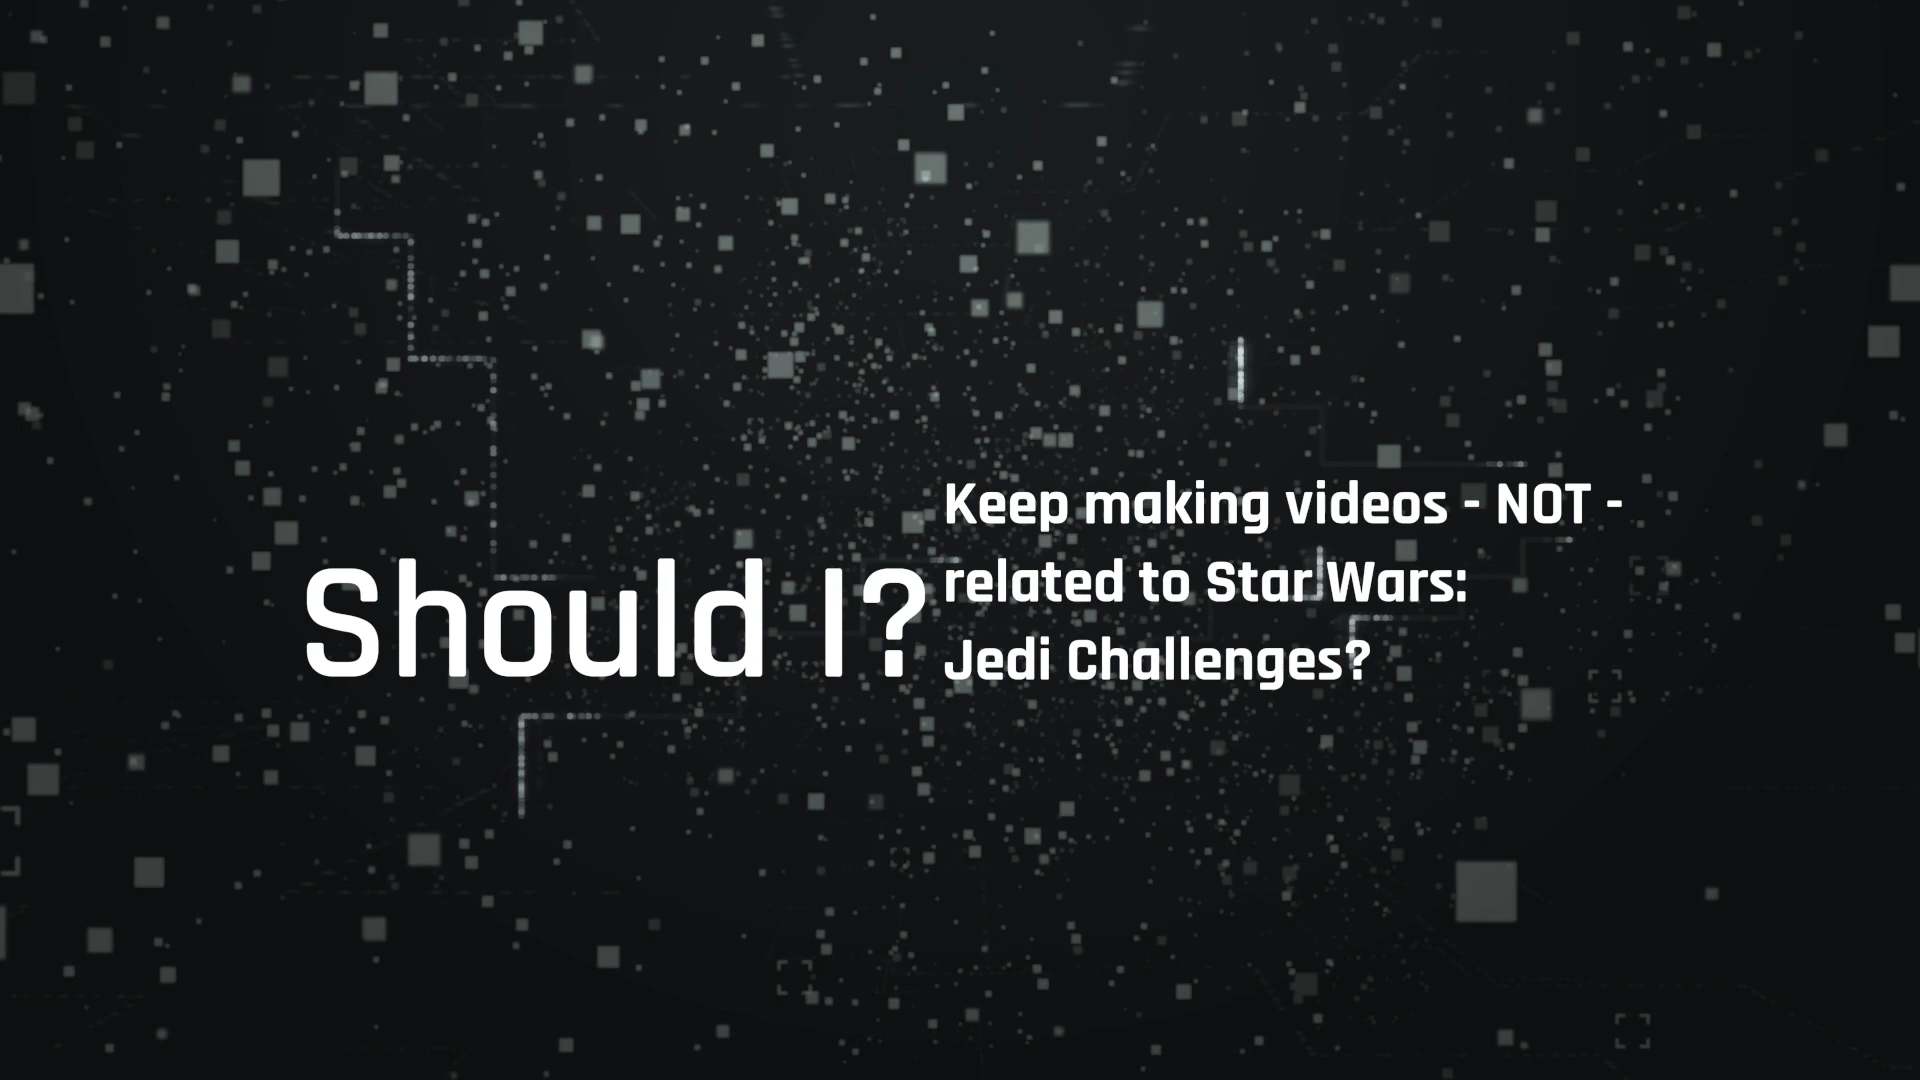 Should I?
Keep making videos - NOT -
related to Star Wars:
Jedi Challenges?